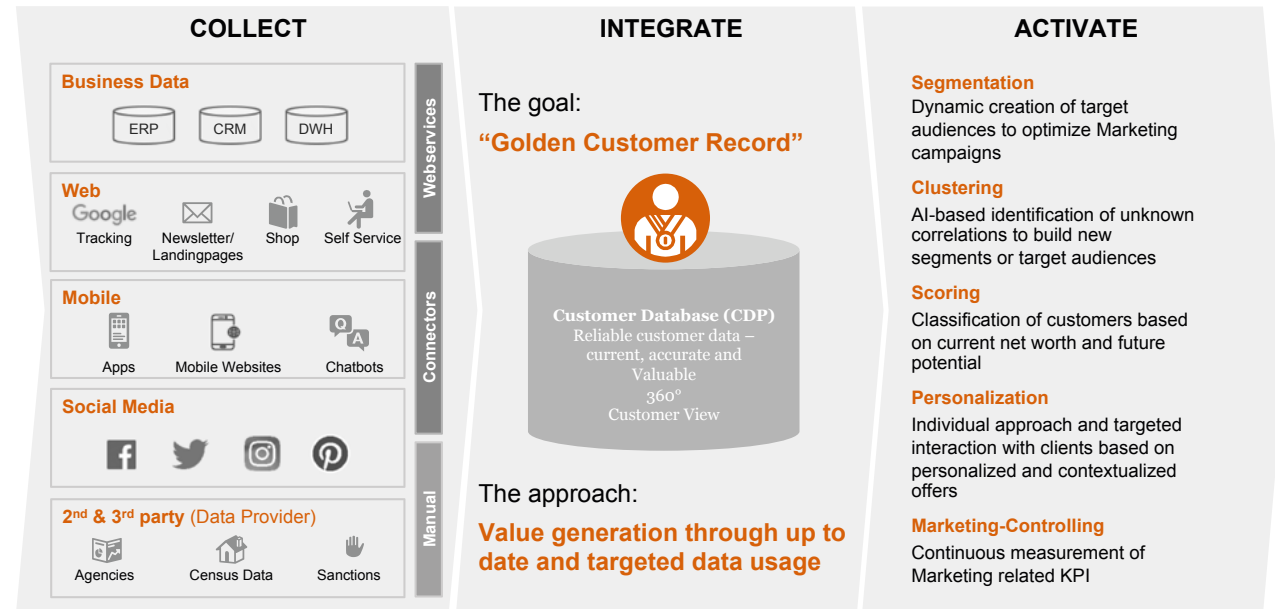 COLLECT
Business Data
ERP
CRM
DWH
Web
Google
Tracking
Newsletter/
Landingpages
Shop
Self Service
Mobile
Q
A
Apps
Mobile Websites
Chatbots
Social Media
2nd & 3rd party (Data Provider)
Agencies
Census Data
Sanctions
Webservices
Connectors
Manual
INTEGRATE
The goal:
“Golden Customer Record”
Customer Database (CDP)
Reliable customer data –
current, accurate and
Valuable
360°
Customer View
The approach:
Value generation through up to
date and targeted data usage
ACTIVATE
Segmentation
Dynamic creation of target
audiences to optimize Marketing
campaigns
Clustering
AI-based identification of unknown
correlations to build new
segments or target audiences
Scoring
Classification of customers based
on current net worth and future
potential
Personalization
Individual approach and targeted
interaction with clients based on
personalized and contextualized
offers
Marketing-Controlling
Continuous measurement of
Marketing related KPI